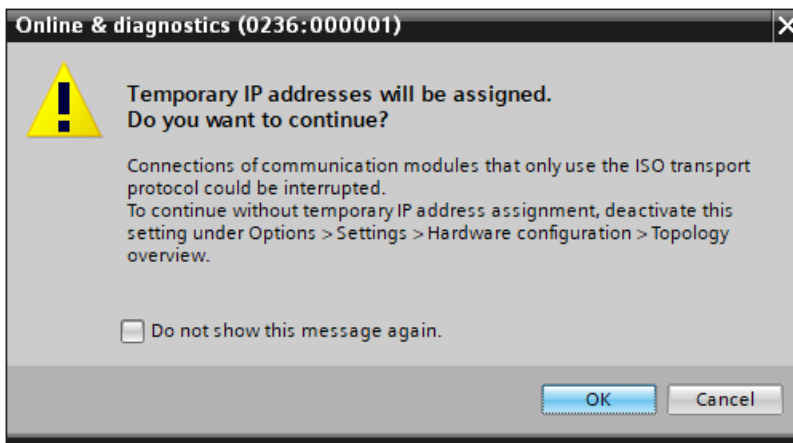 Online & diagnostics (0236:000001)
Temporary IP addresses will be assigned.
Do you want to continue?
Connections of communication modules that only use the ISO transport
protocol could be interrupted.
To continue without temporary IP address assignment, deactivate this
setting under Options > Settings > Hardware configuration > Topology
overview.
Do not show this message again.
OK Cancel